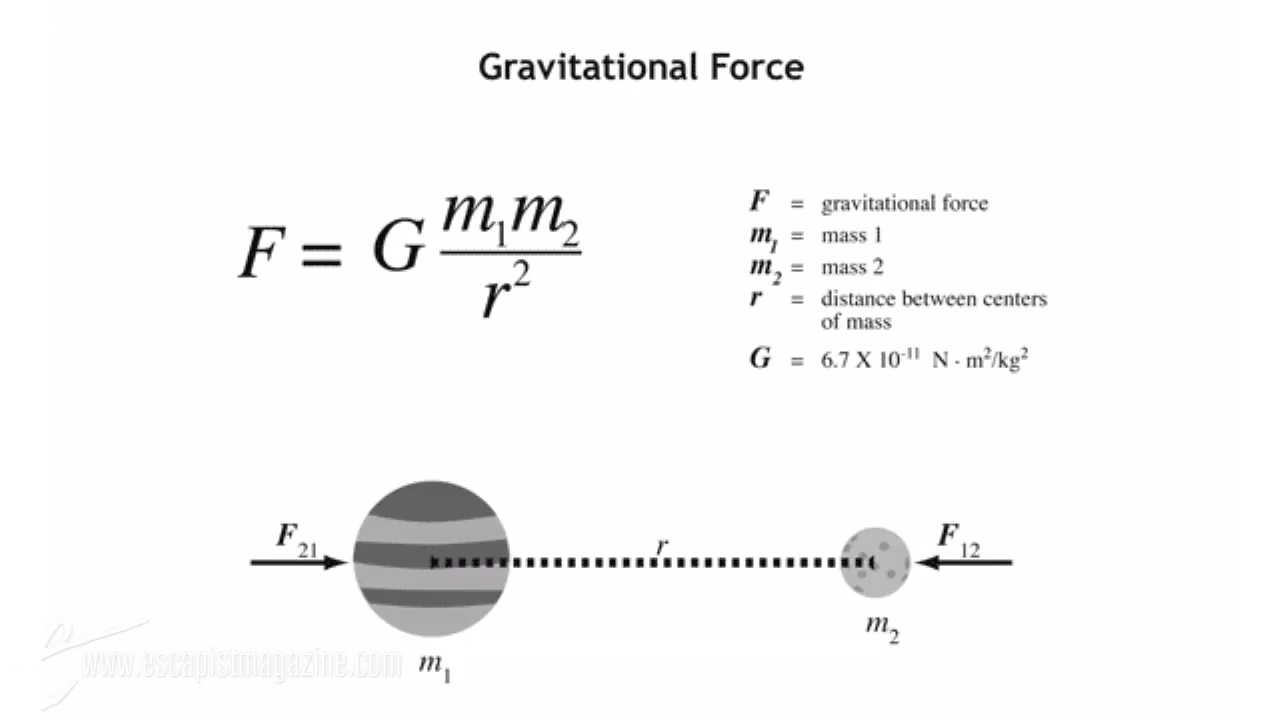 Gravitational Force
F = G m₁m₂ / r²
F = gravitational force
m₁ = mass 1
m₂ = mass 2
r = distance between centers
of mass
G = 6.7 X 10⁻¹¹ N · m²/kg²
F₂₁
r
F₁₂
m₂
m₁
www.escapistmagazine.com